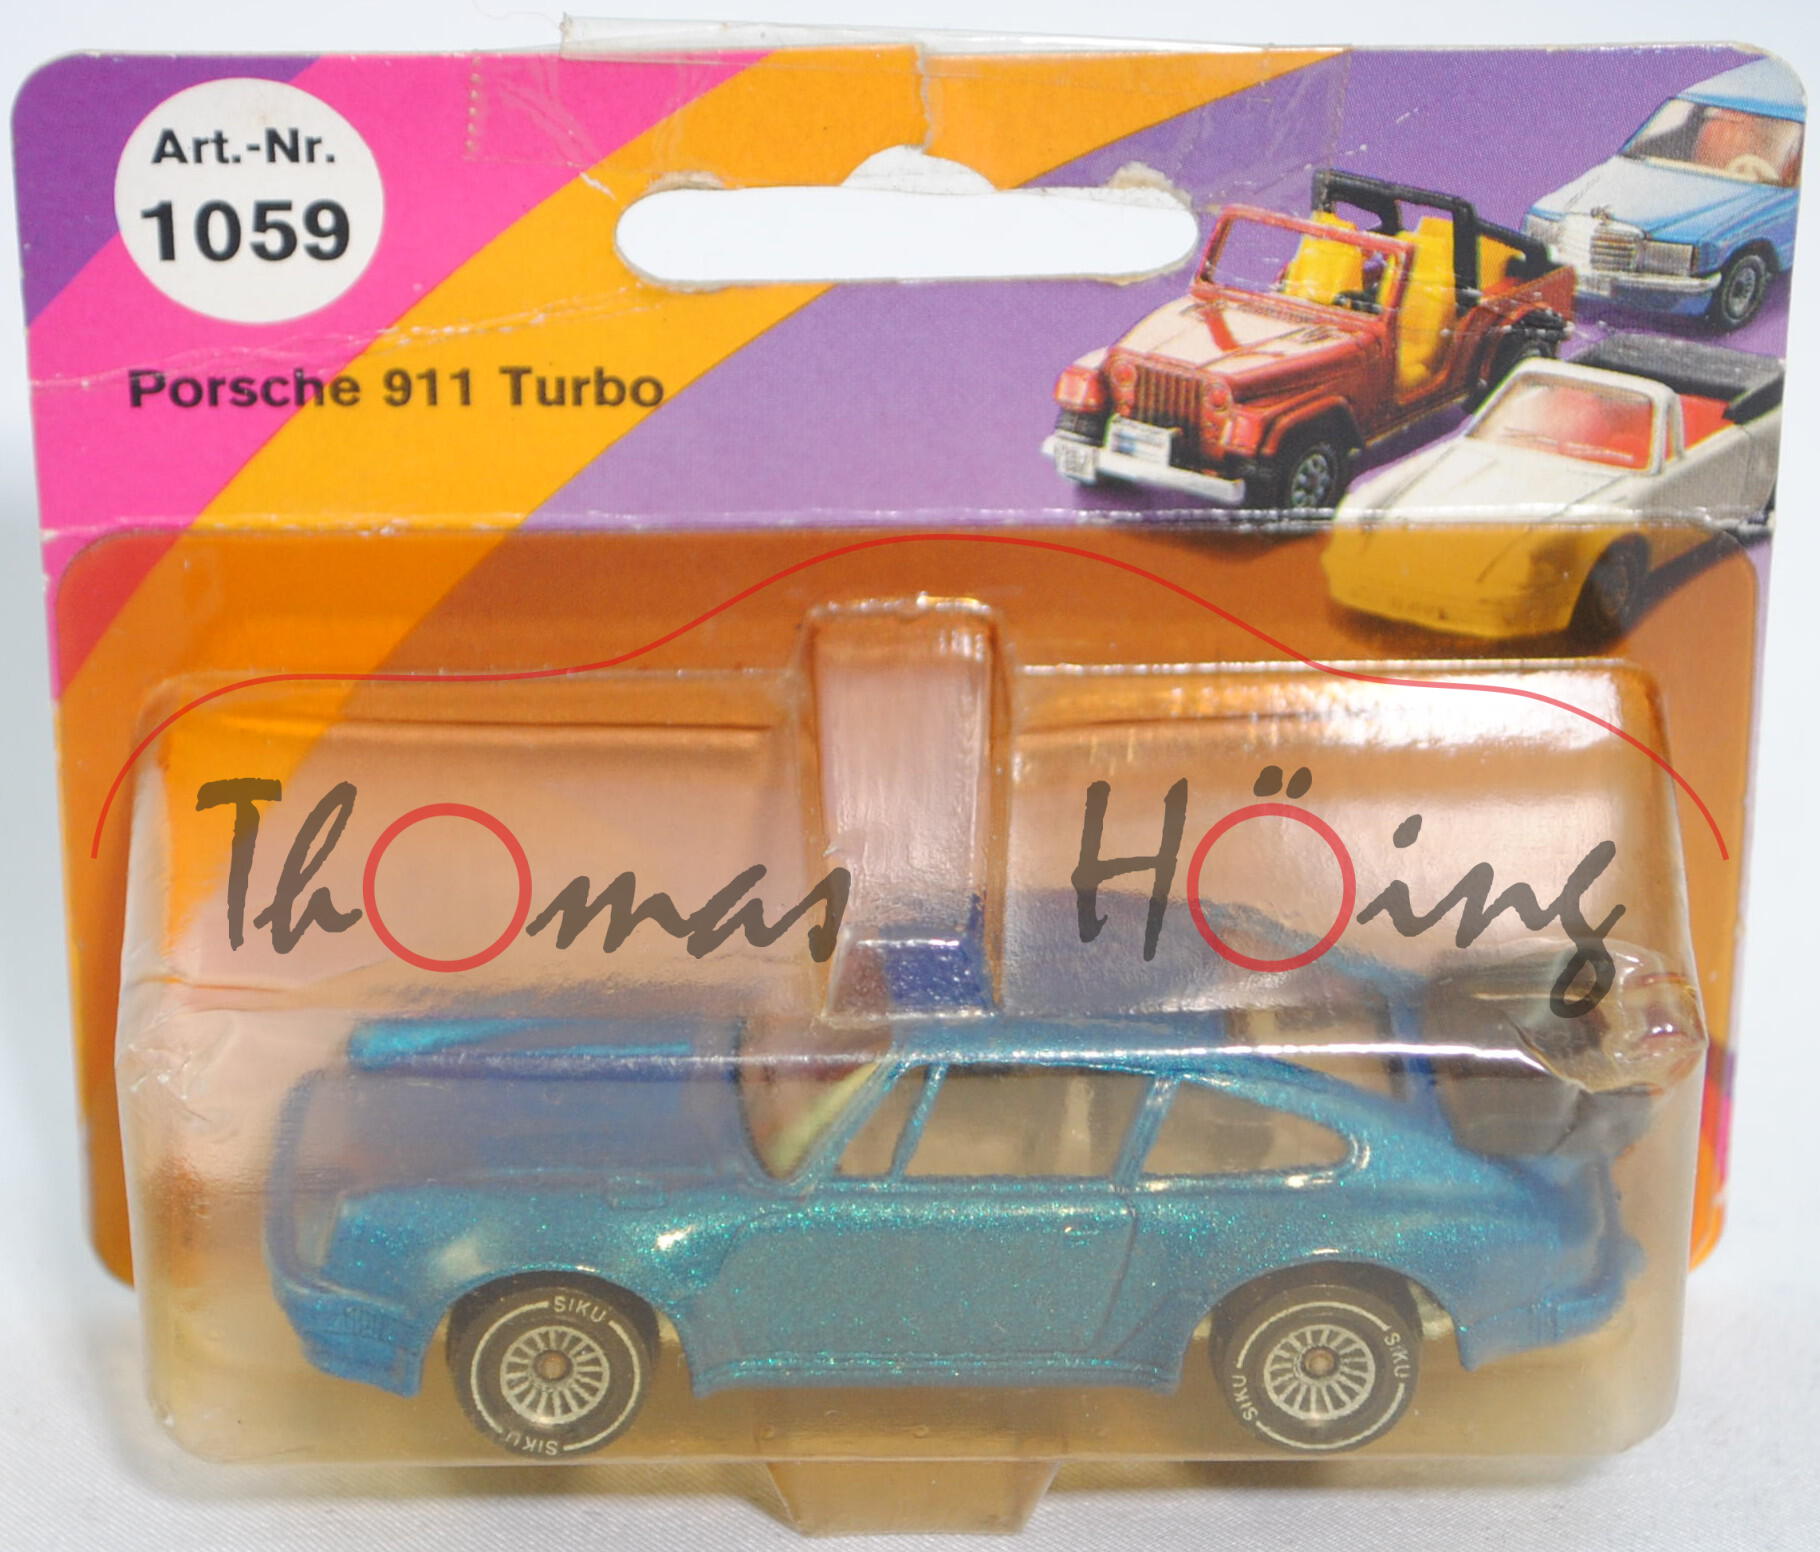 Art.-Nr.
1059
Porsche 911 Turbo
Thomas Höing
SIKU
SIKU
SIKU
SIKU